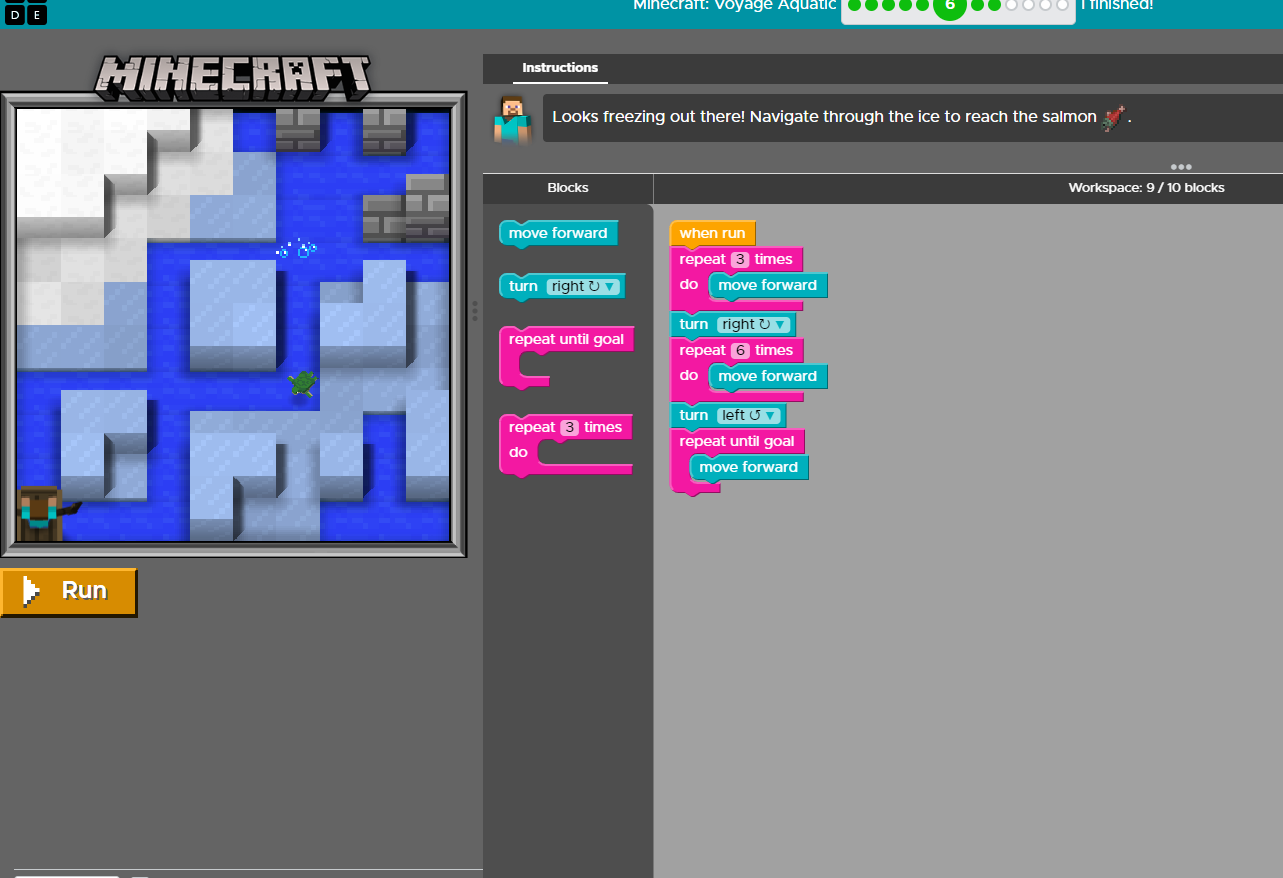 D E
Minecraft: Voyage Aquatic 6 I finished!
MINECRAFT
Instructions
Looks freezing out there! Navigate through the ice to reach the salmon .
Blocks
Workspace: 9 / 10 blocks
move forward
turn right ↻ ▼
repeat until goal
repeat 3 times
do
when run
repeat 3 times
do move forward
turn right ↻ ▼
repeat 6 times
do move forward
turn left ↺ ▼
repeat until goal
move forward
Run